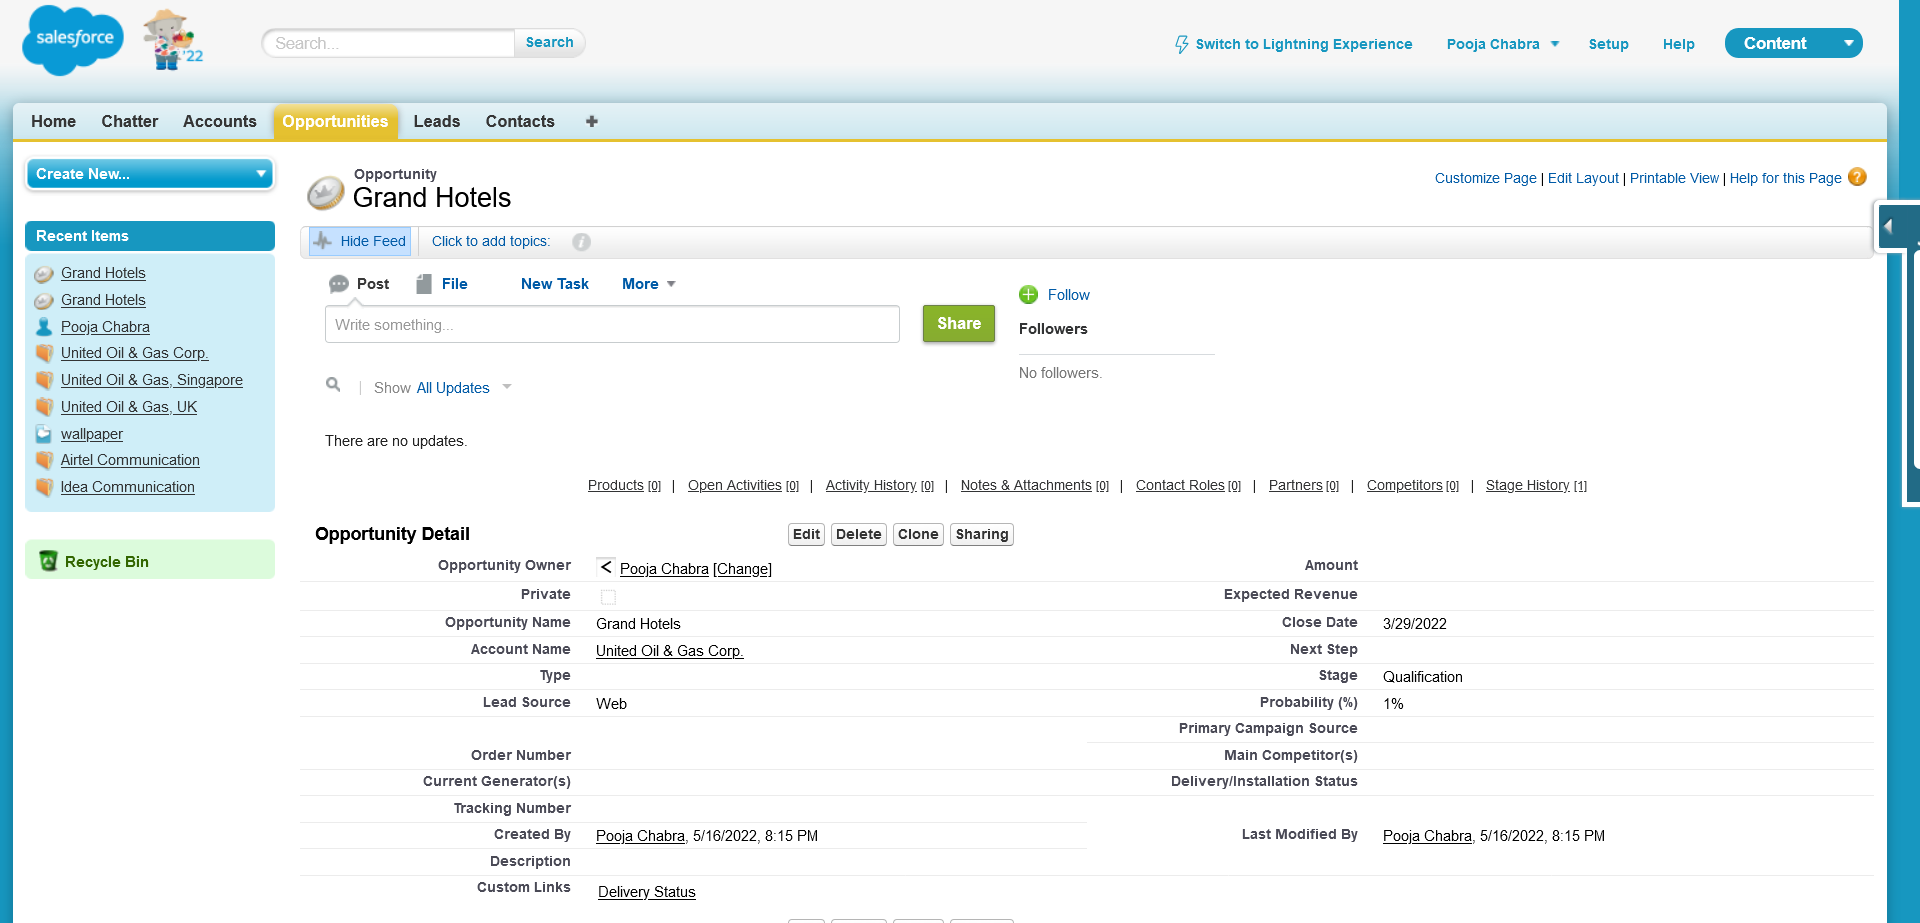 salesforce
'22
Search...
Search
Switch to Lightning Experience
Pooja Chabra
Setup
Help
Content
Home
Chatter
Accounts
Opportunities
Leads
Contacts
Create New...
Recent Items
Grand Hotels
Grand Hotels
Pooja Chabra
United Oil & Gas Corp.
United Oil & Gas, Singapore
United Oil & Gas, UK
wallpaper
Airtel Communication
Idea Communication
Recycle Bin
Opportunity
Grand Hotels
Customize Page | Edit Layout | Printable View | Help for this Page ?
Hide Feed
Click to add topics:
Post
File
New Task
More
Write something...
Share
Follow
Followers
No followers.
Show All Updates
There are no updates.
Products [0] | Open Activities [0] | Activity History [0] | Notes & Attachments [0] | Contact Roles [0] | Partners [0] | Competitors [0] | Stage History [1]
Opportunity Detail
Edit
Delete
Clone
Sharing
Opportunity Owner
Pooja Chabra [Change]
Amount
Private
Expected Revenue
Opportunity Name
Grand Hotels
Close Date
3/29/2022
Account Name
United Oil & Gas Corp.
Next Step
Type
Stage
Qualification
Lead Source
Web
Probability (%)
1%
Primary Campaign Source
Order Number
Main Competitor(s)
Current Generator(s)
Delivery/Installation Status
Tracking Number
Created By
Pooja Chabra, 5/16/2022, 8:15 PM
Last Modified By
Pooja Chabra, 5/16/2022, 8:15 PM
Description
Custom Links
Delivery Status